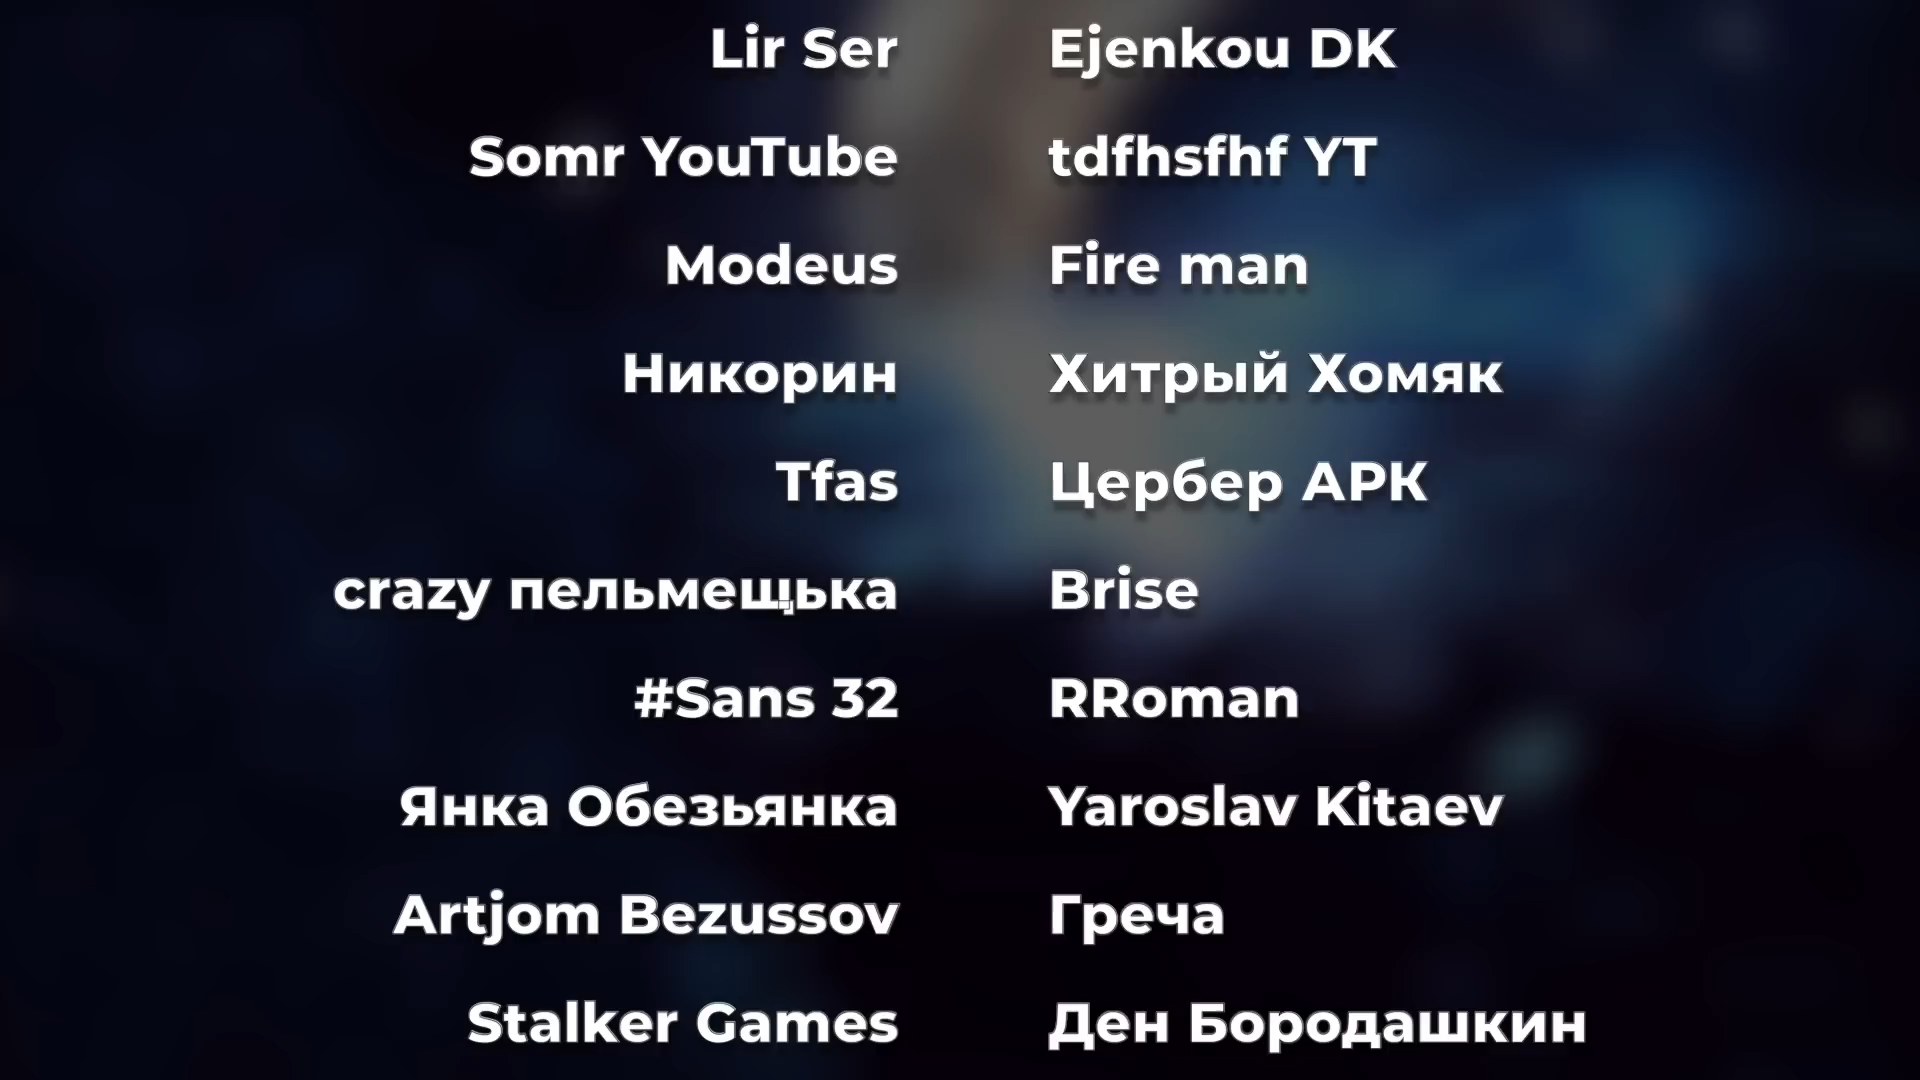 Lir Ser Ejenkou DK
Somr YouTube tdfhsfhf YT
Modeus Fire man
Никорин Хитрый Хомяк
Tfas Цербер АРК
crazy пельмещька Brise
#Sans 32 RRoman
Янка Обезьянка Yaroslav Kitaev
Artjom Bezussov Греча
Stalker Games Ден Бородашкин